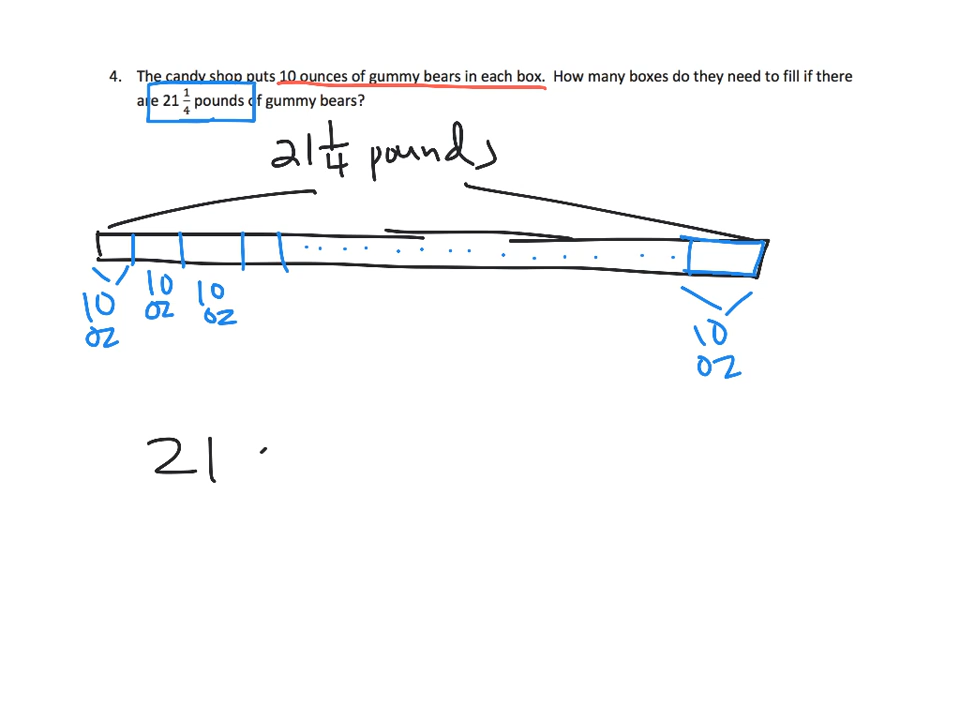 4. The candy shop puts 10 ounces of gummy bears in each box. How many boxes do they need to fill if there
are 21 1/4 pounds of gummy bears?
21 1/4 pounds
10 10 10
oz oz oz
10
oz
21